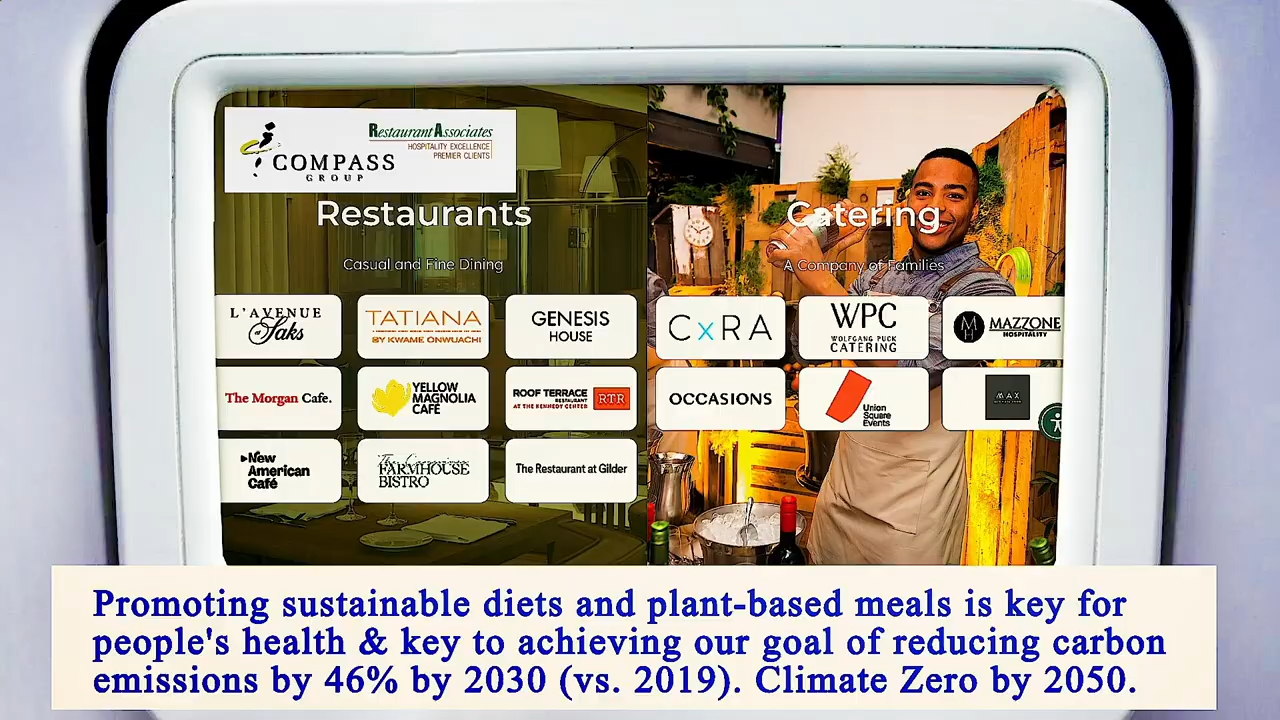 COMPASS
GROUP
Restaurant Associates
HOSPITALITY EXCELLENCE
PREMIER CLIENTS
Restaurants
Casual and Fine Dining
L'AVENUE
Saks
TATIANA
BY KWAME ONWUACHI
GENESIS
HOUSE
The Morgan Cafe.
YELLOW
MAGNOLIA
CAFÉ
ROOF TERRACE
RESTAURANT
AT THE KENNEDY CENTER
RTR
New
American
Café
FARMHOUSE
BISTRO
The Restaurant at Gilder
Catering
A Company of Families
CxRA
WPC
WOLFGANG PUCK
CATERING
MH
MAZZONE
HOSPITALITY
OCCASIONS
Union
Square
Events
MAX
Promoting sustainable diets and plant-based meals is key for
people's health & key to achieving our goal of reducing carbon
emissions by 46% by 2030 (vs. 2019). Climate Zero by 2050.